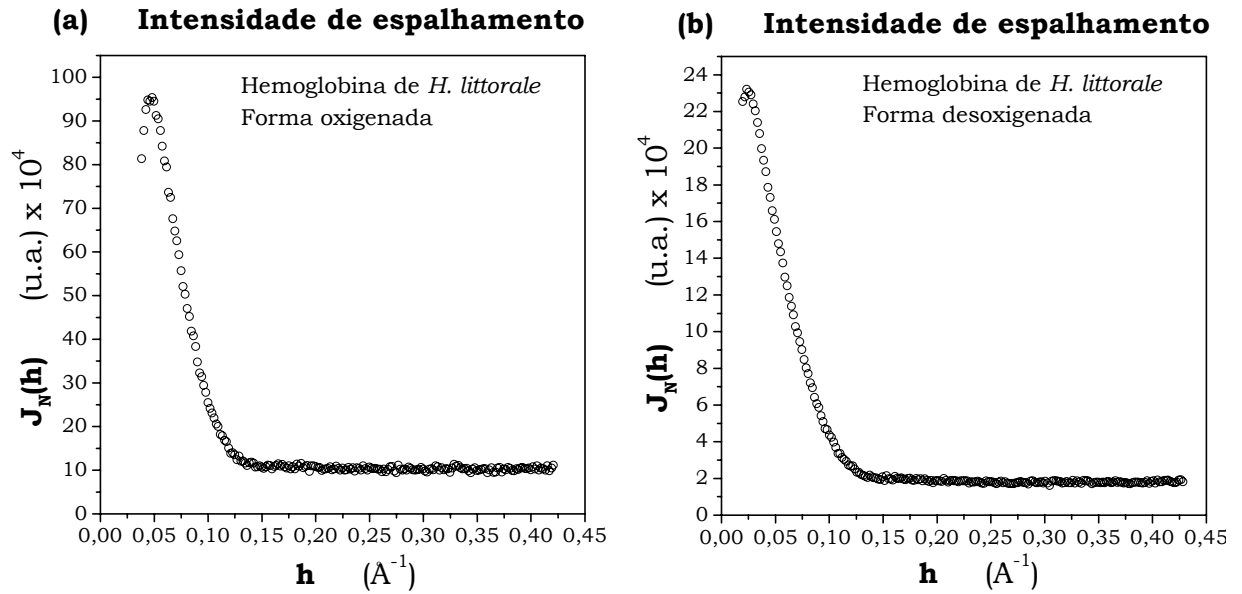 (a) Intensidade de espalhamento
Hemoglobina de H. littorale
Forma oxigenada
J_N(h) (u.a.) x 10^4
100
90
80
70
60
50
40
30
20
10
0
0,00 0,05 0,10 0,15 0,20 0,25 0,30 0,35 0,40 0,45
h (Å^-1)
(b) Intensidade de espalhamento
Hemoglobina de H. littorale
Forma desoxigenada
J_N(h) (u.a.) x 10^4
24
22
20
18
16
14
12
10
8
6
4
2
0
0,00 0,05 0,10 0,15 0,20 0,25 0,30 0,35 0,40 0,45
h (Å^-1)